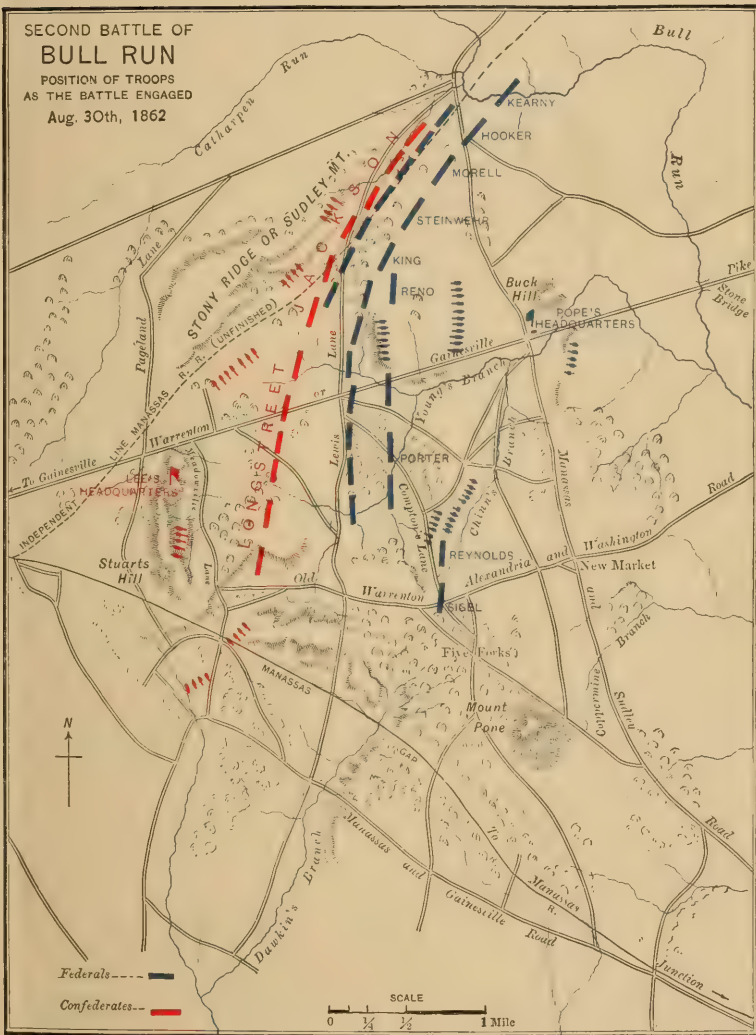 SECOND BATTLE OF
BULL RUN
POSITION OF TROOPS
AS THE BATTLE ENGAGED
Aug. 30th, 1862
Bull
Run
Catharpen Run
KEARNY
HOOKER
MORELL
STEINWEHR
KING
RENO
JACKSON
STONY RIDGE OR SUDLEY MT.
Pageland Lane
Buck Hill
POPE'S
HEADQUARTERS
Pike
Stone
Bridge
INDEPENDENT LINE MANASSAS R. R. (UNFINISHED)
Warrenton or Gainesville
Young's Branch
Lewis Lane
LONGSTREET
To Gainesville
LEE'S
HEADQUARTERS
Meadowville Lane
PORTER
Compton's Lane
Chinn's Branch
Manassas and Sudley Road
Stuarts
Hill
REYNOLDS
SIGEL
Old Warrenton Alexandria and Washington Road
New Market
Five Forks
Coppermine Branch
Mount
Pone
MANASSAS GAP R.
N
Dawkin's Branch
Manassas and Gainesville Road
To Manassas Junction
Federals
Confederates
SCALE
0 ¼ ½ 1 Mile